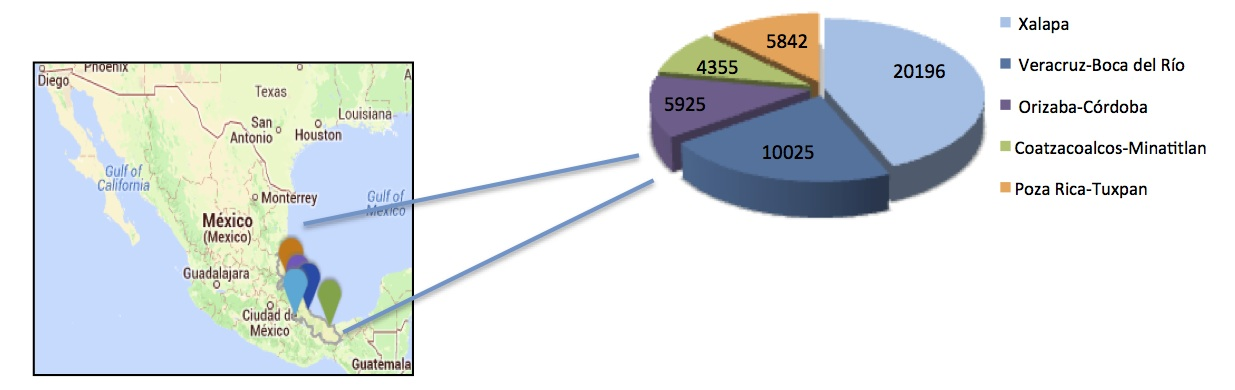 Phoenix
Diego
A
Texas
Louisiana
San
Antonio
Houston
Gulf of
California
Monterrey
Gulf of
Mexico
México
(Mexico)
Guadalajara
Ciudad de
México
Guatemala
5842
4355
20196
5925
10025
Xalapa
Veracruz-Boca del Río
Orizaba-Córdoba
Coatzacoalcos-Minatitlan
Poza Rica-Tuxpan